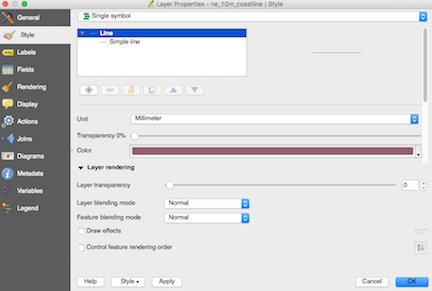 Layer Properties - ne_10m_coastline | Style
General
Style
Labels
Fields
Rendering
Display
Actions
Joins
Diagrams
Metadata
Variables
Legend
Single symbol
Line
Simple line
Unit
Millimeter
Transparency 0%
Color
Layer rendering
Layer transparency
0
Layer blending mode
Normal
Feature blending mode
Normal
Draw effects
Control feature rendering order
Help
Style
Apply
Cancel
OK